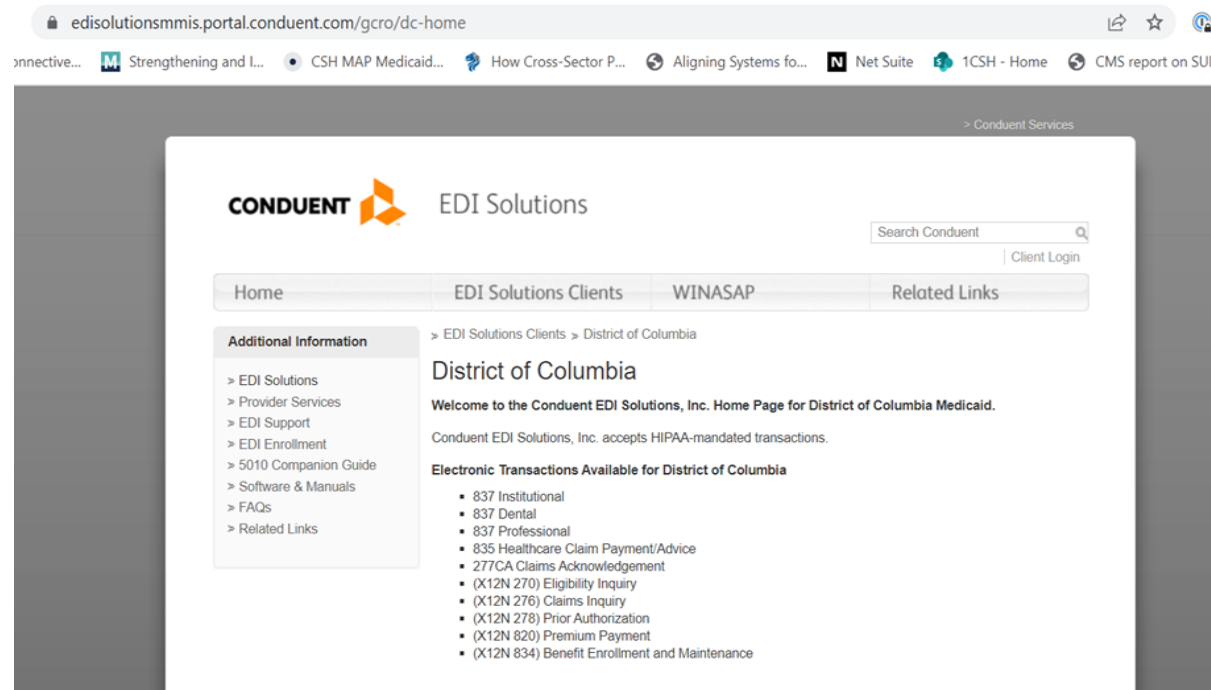 edisolutionsmmis.portal.conduent.com/gcro/dc-home
onnective... M Strengthening and I... CSH MAP Medicaid... How Cross-Sector P... Aligning Systems fo... N Net Suite S 1CSH - Home CMS report on SU
> Conduent Services
CONDUENT EDI Solutions
Search Conduent
Client Login
Home EDI Solutions Clients WINASAP Related Links
Additional Information
» EDI Solutions
» Provider Services
» EDI Support
» EDI Enrollment
» 5010 Companion Guide
» Software & Manuals
» FAQs
» Related Links
» EDI Solutions Clients » District of Columbia
District of Columbia
Welcome to the Conduent EDI Solutions, Inc. Home Page for District of Columbia Medicaid.
Conduent EDI Solutions, Inc. accepts HIPAA-mandated transactions.
Electronic Transactions Available for District of Columbia
▪ 837 Institutional
▪ 837 Dental
▪ 837 Professional
▪ 835 Healthcare Claim Payment/Advice
▪ 277CA Claims Acknowledgement
▪ (X12N 270) Eligibility Inquiry
▪ (X12N 276) Claims Inquiry
▪ (X12N 278) Prior Authorization
▪ (X12N 820) Premium Payment
▪ (X12N 834) Benefit Enrollment and Maintenance